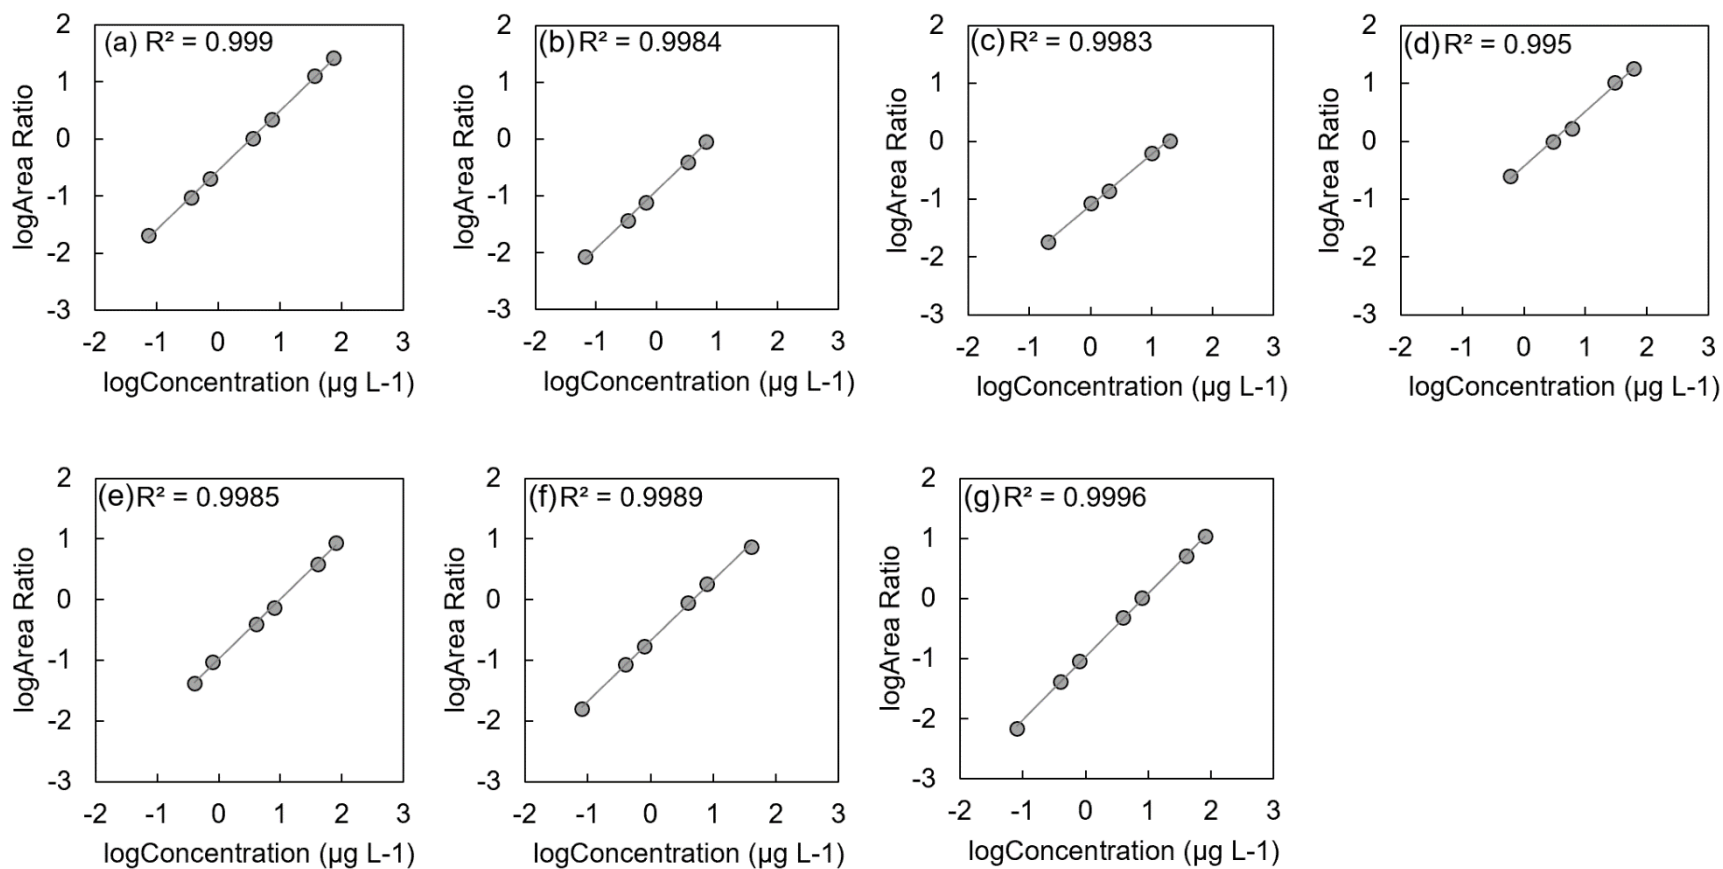 (a) R² = 0.999
2
1
0
-1
-2
-3
logArea Ratio
-2 -1 0 1 2 3
logConcentration (µg L-1)
(b) R² = 0.9984
2
1
0
-1
-2
-3
logArea Ratio
-2 -1 0 1 2 3
logConcentration (µg L-1)
(c) R² = 0.9983
2
1
0
-1
-2
-3
logArea Ratio
-2 -1 0 1 2 3
logConcentration (µg L-1)
(d) R² = 0.995
2
1
0
-1
-2
-3
logArea Ratio
-2 -1 0 1 2 3
logConcentration (µg L-1)
(e) R² = 0.9985
2
1
0
-1
-2
-3
logArea Ratio
-2 -1 0 1 2 3
logConcentration (µg L-1)
(f) R² = 0.9989
2
1
0
-1
-2
-3
logArea Ratio
-2 -1 0 1 2 3
logConcentration (µg L-1)
(g) R² = 0.9996
2
1
0
-1
-2
-3
logArea Ratio
-2 -1 0 1 2 3
logConcentration (µg L-1)